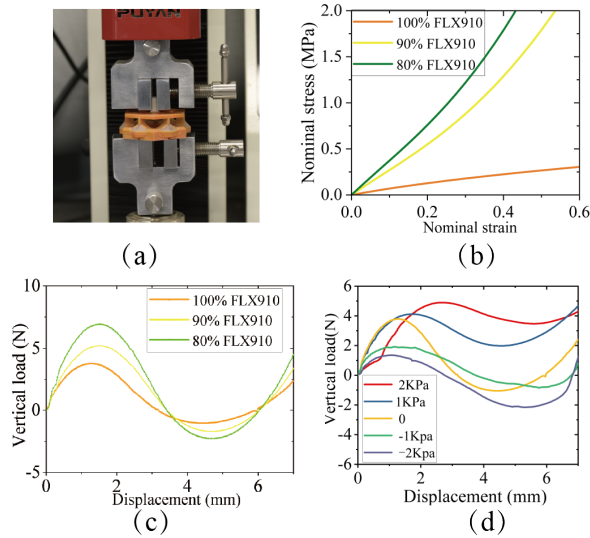 PUYAN
(a)
2.0
1.5
1.0
0.5
0.0
Nominal stress (MPa)
100% FLX910
90% FLX910
80% FLX910
0.0 0.2 0.4 0.6
Nominal strain
(b)
10
5
0
-5
Vertical load (N)
100% FLX910
90% FLX910
80% FLX910
0 2 4 6
Displacement (mm)
(c)
6
4
2
0
-2
-4
-6
Vertical load(N)
2KPa
1KPa
0
-1Kpa
-2Kpa
0 2 4 6
Displacement (mm)
(d)